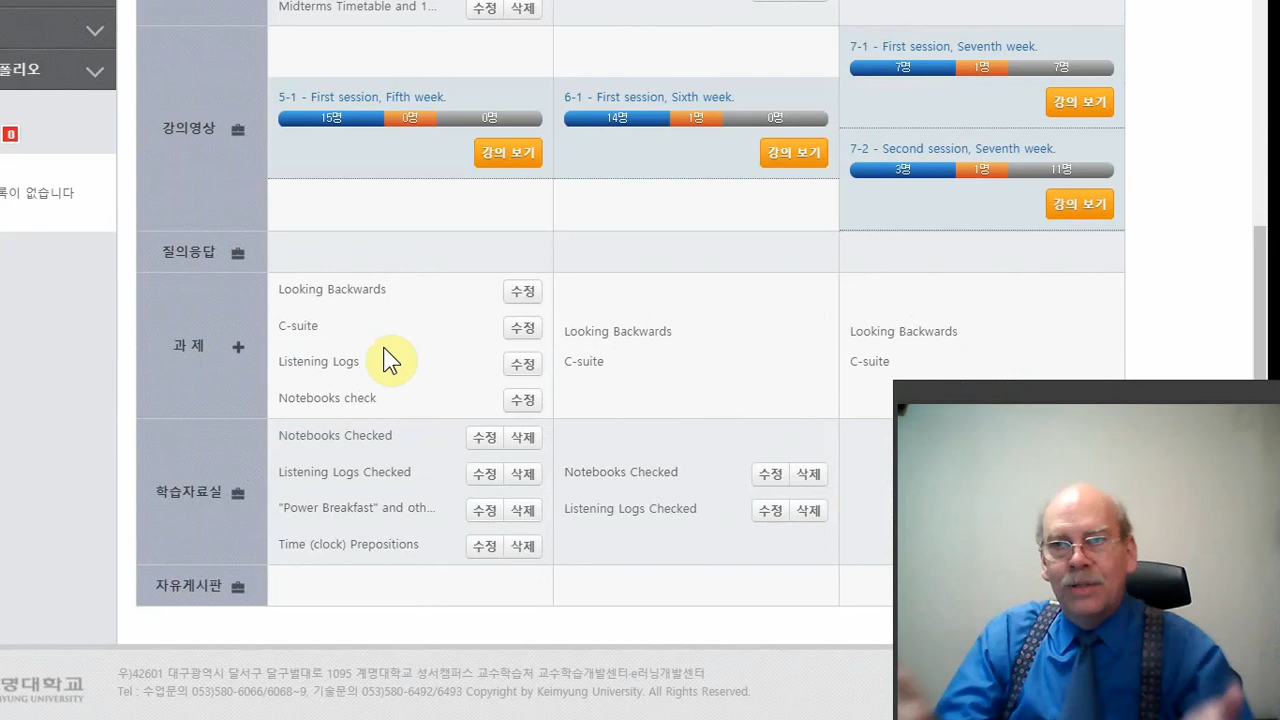 Midterms Timetable and 1...
수정 삭제
폴리오
강의영상
5-1 - First session, Fifth week.
15명 0명 0명
강의 보기
6-1 - First session, Sixth week.
14명 1명 0명
강의 보기
7-1 - First session, Seventh week.
7명 1명 7명
강의 보기
7-2 - Second session, Seventh week.
3명 1명 11명
강의 보기
0
록이 없습니다
질의응답
과 제
Looking Backwards 수정
C-suite 수정
Listening Logs 수정
Notebooks check 수정
Looking Backwards
C-suite
Looking Backwards
C-suite
학습자료실
Notebooks Checked 수정 삭제
Listening Logs Checked 수정 삭제
"Power Breakfast" and oth... 수정 삭제
Time (clock) Prepositions 수정 삭제
Notebooks Checked 수정 삭제
Listening Logs Checked 수정 삭제
자유게시판
명대학교
MYUNG UNIVERSITY
우)42601 대구광역시 달서구 달구벌대로 1095 계명대학교 성서캠퍼스 교수학습처 교수학습개발센터·e러닝개발센터
Tel : 수업문의 053)580-6066/6068~9, 기술문의 053)580-6492/6493 Copyright by Keimyung University. All Rights Reserved.